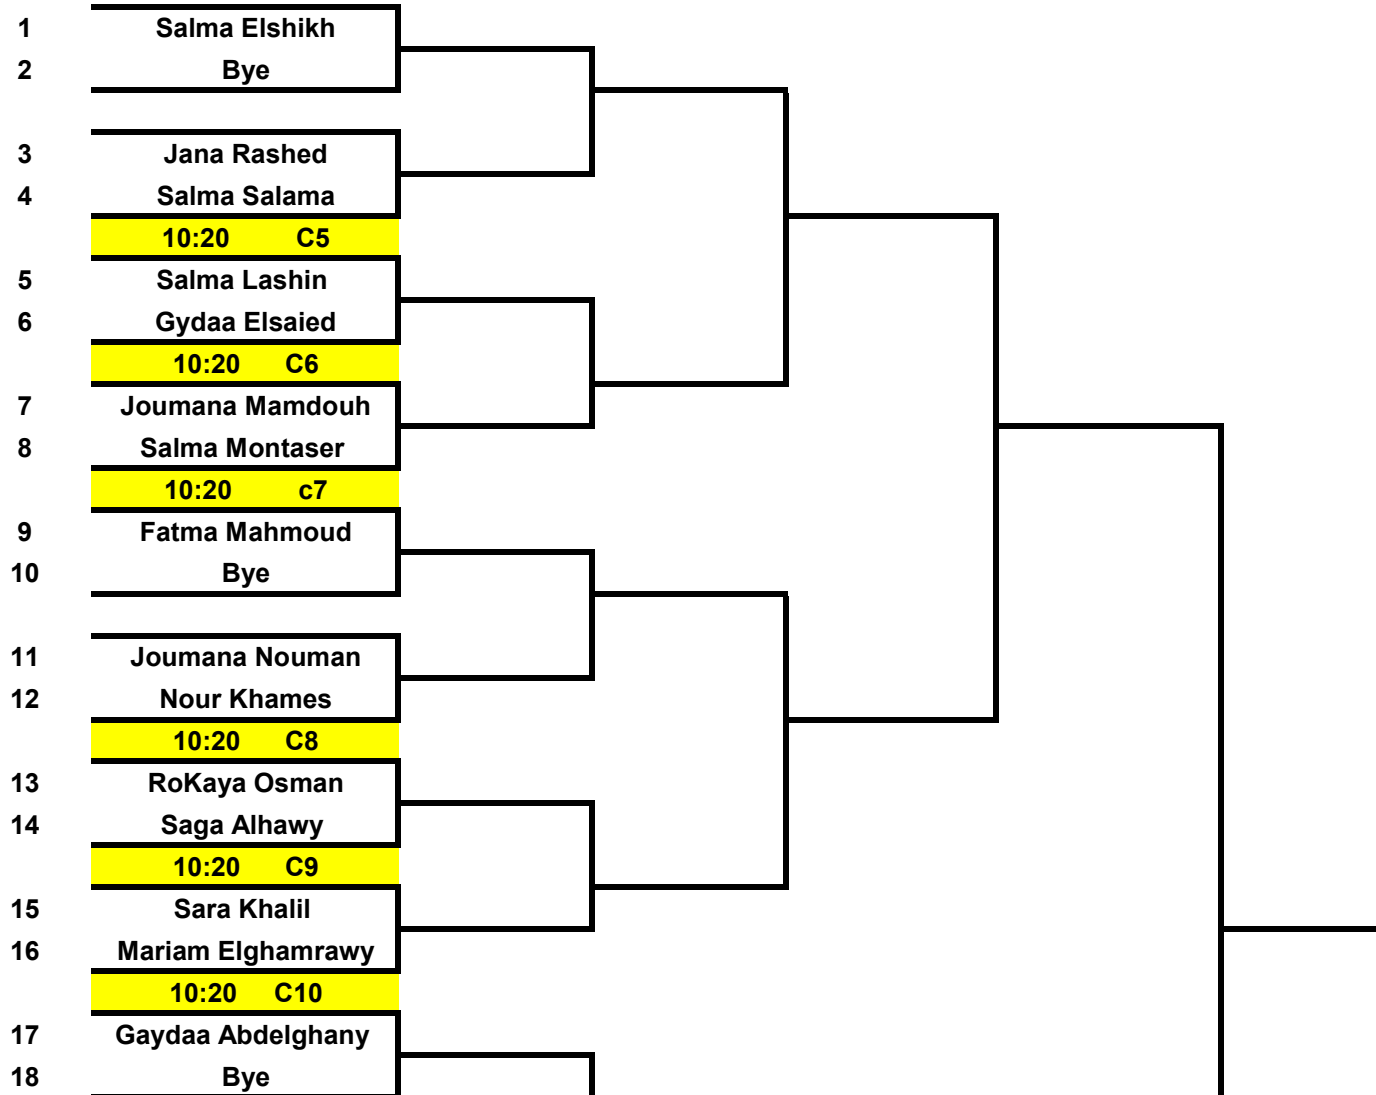 1 Salma Elshikh
2 Bye
3 Jana Rashed
4 Salma Salama
10:20 C5
5 Salma Lashin
6 Gydaa Elsaied
10:20 C6
7 Joumana Mamdouh
8 Salma Montaser
10:20 c7
9 Fatma Mahmoud
10 Bye
11 Joumana Nouman
12 Nour Khames
10:20 C8
13 RoKaya Osman
14 Saga Alhawy
10:20 C9
15 Sara Khalil
16 Mariam Elghamrawy
10:20 C10
17 Gaydaa Abdelghany
18 Bye